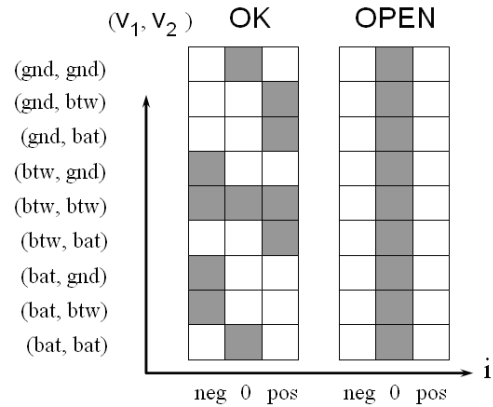 (V1, V2) OK OPEN
(gnd, gnd)
(gnd, btw)
(gnd, bat)
(btw, gnd)
(btw, btw)
(btw, bat)
(bat, gnd)
(bat, btw)
(bat, bat)
i
neg 0 pos neg 0 pos